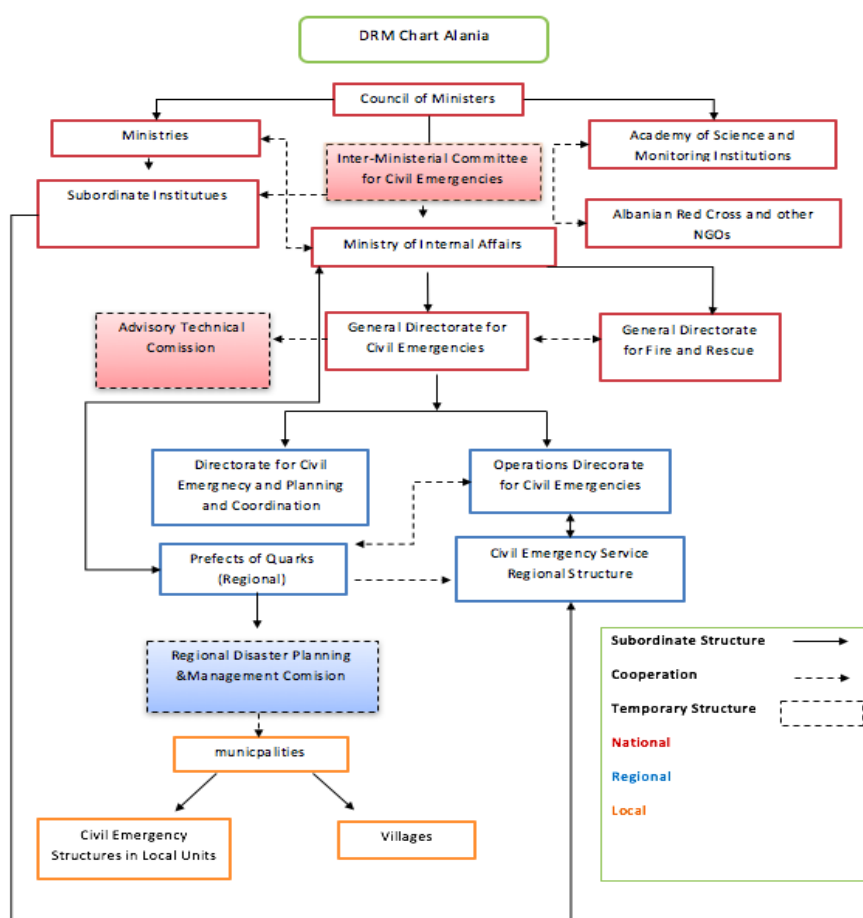 DRM Chart Alania
Council of Ministers
Ministries
Academy of Science and
Monitoring Institutions
Inter-Ministerial Committee
for Civil Emergencies
Subordinate Institutues
Albanian Red Cross and other
NGOs
Ministry of Internal Affairs
Advisory Technical
Comission
General Directorate for
Civil Emergencies
General Directorate
for Fire and Rescue
Directorate for Civil
Emergnecy and Planning
and Coordination
Operations Direcorate
for Civil Emergencies
Prefects of Quarks
(Regional)
Civil Emergency Service
Regional Structure
Regional Disaster Planning
&Management Comision
municpalities
Civil Emergency
Structures in Local Units
Villages
Subordinate Structure
Cooperation
Temporary Structure
National
Regional
Local